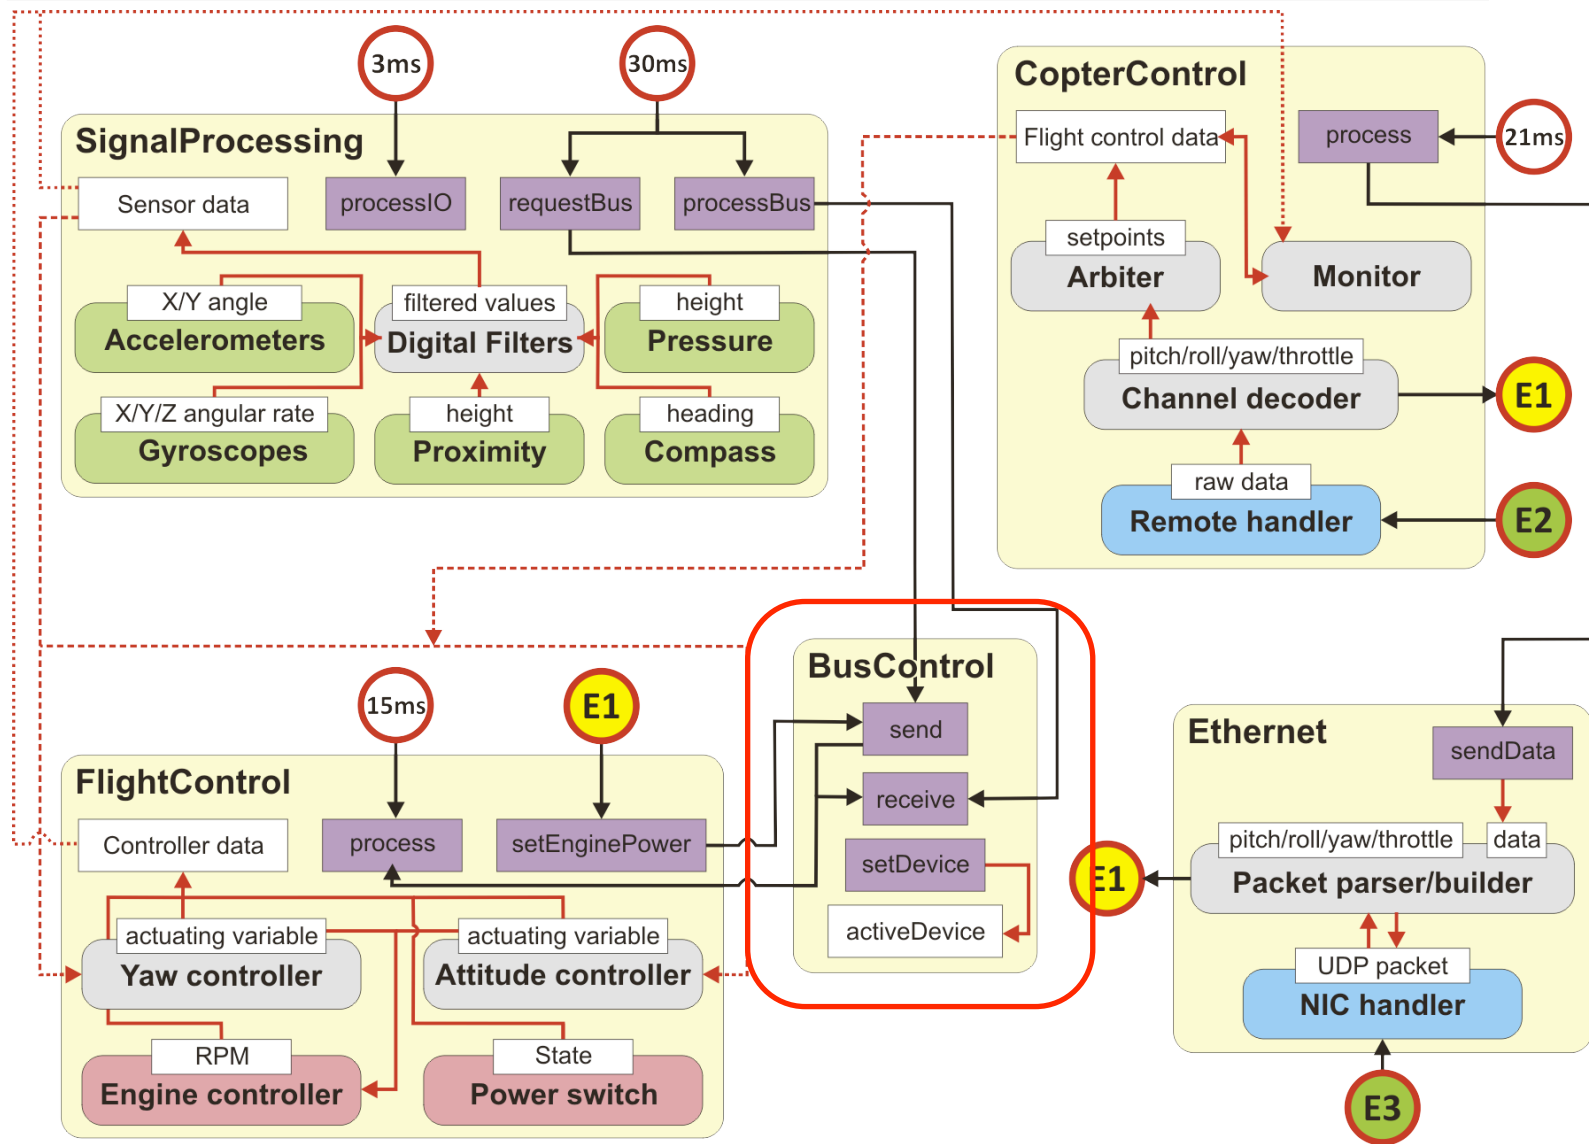 3ms
30ms
SignalProcessing
Sensor data
processIO
requestBus
processBus
X/Y angle
filtered values
height
Accelerometers
Digital Filters
Pressure
X/Y/Z angular rate
height
heading
Gyroscopes
Proximity
Compass
CopterControl
Flight control data
process
21ms
setpoints
Arbiter
Monitor
pitch/roll/yaw/throttle
Channel decoder
E1
raw data
Remote handler
E2
15ms
E1
FlightControl
Controller data
process
setEnginePower
actuating variable
actuating variable
Yaw controller
Attitude controller
RPM
State
Engine controller
Power switch
BusControl
send
receive
setDevice
activeDevice
E1
Ethernet
sendData
pitch/roll/yaw/throttle
data
Packet parser/builder
UDP packet
NIC handler
E3